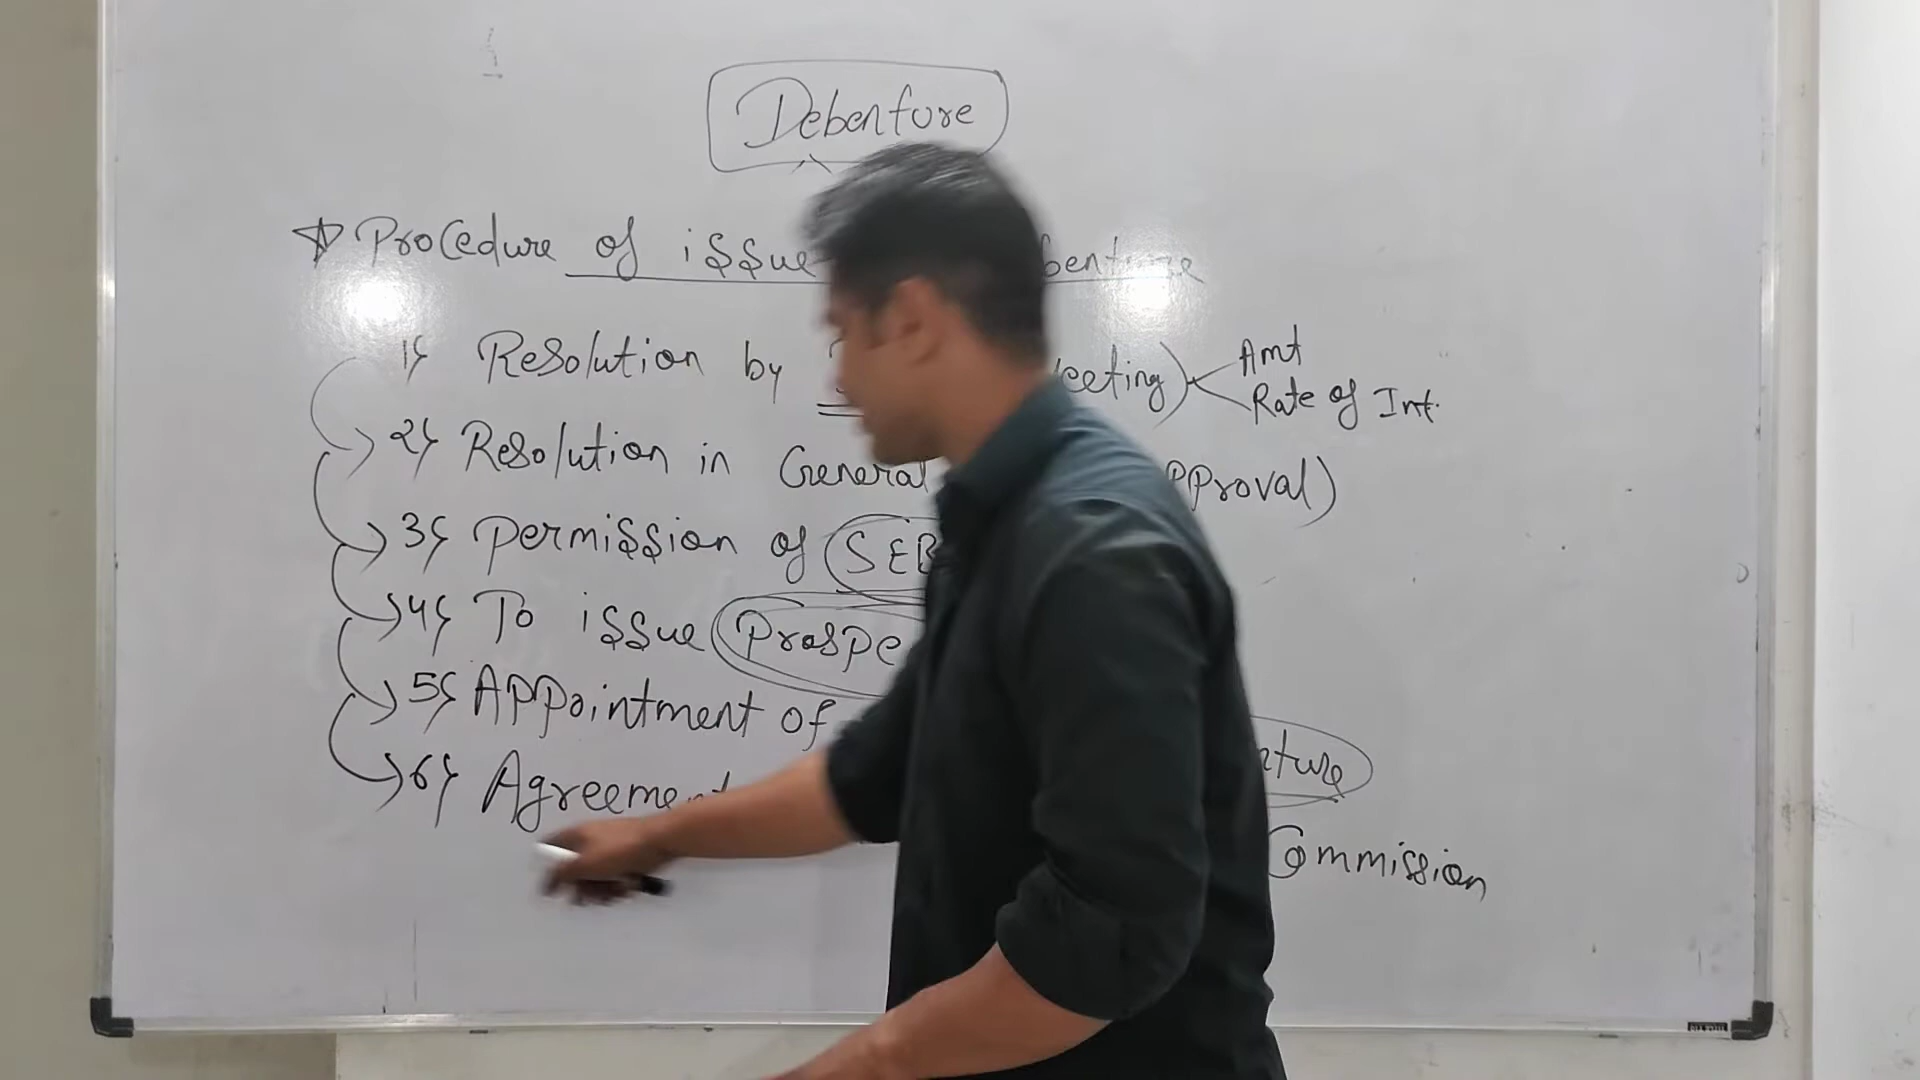 Debenture
Procedure of issue
1} Resolution by eeting) Amt
Rate of Int.
2} Resolution in General pproval)
3} Permission of SEB
4} To issue Prospe
5} Appointment of nture
6} Agreement Commission